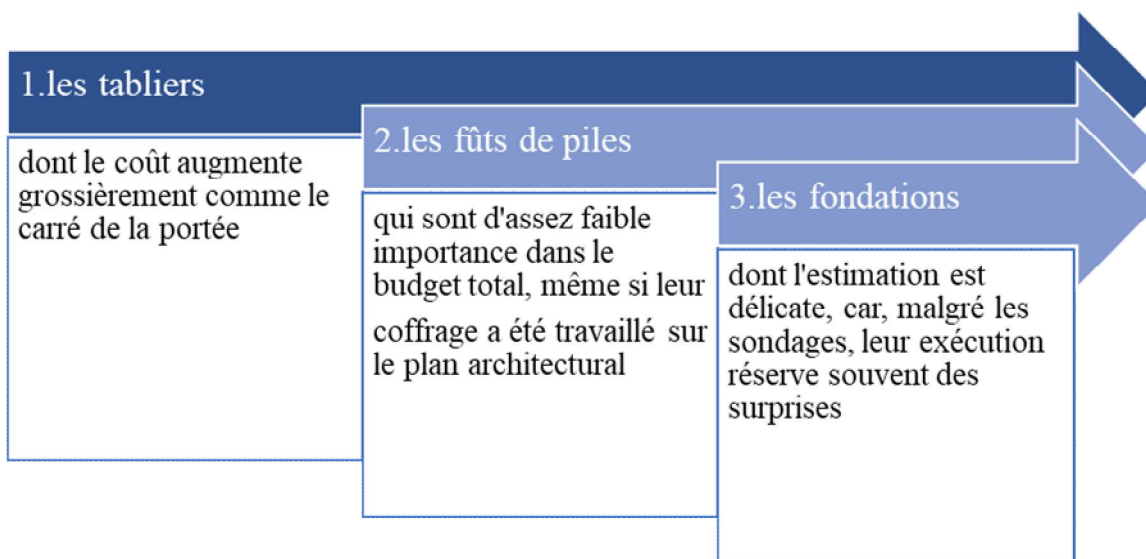 1.les tabliers
dont le coût augmente
grossièrement comme le
carré de la portée
2.les fûts de piles
qui sont d'assez faible
importance dans le
budget total, même si leur
coffrage a été travaillé sur
le plan architectural
3.les fondations
dont l'estimation est
délicate, car, malgré les
sondages, leur exécution
réserve souvent des
surprises